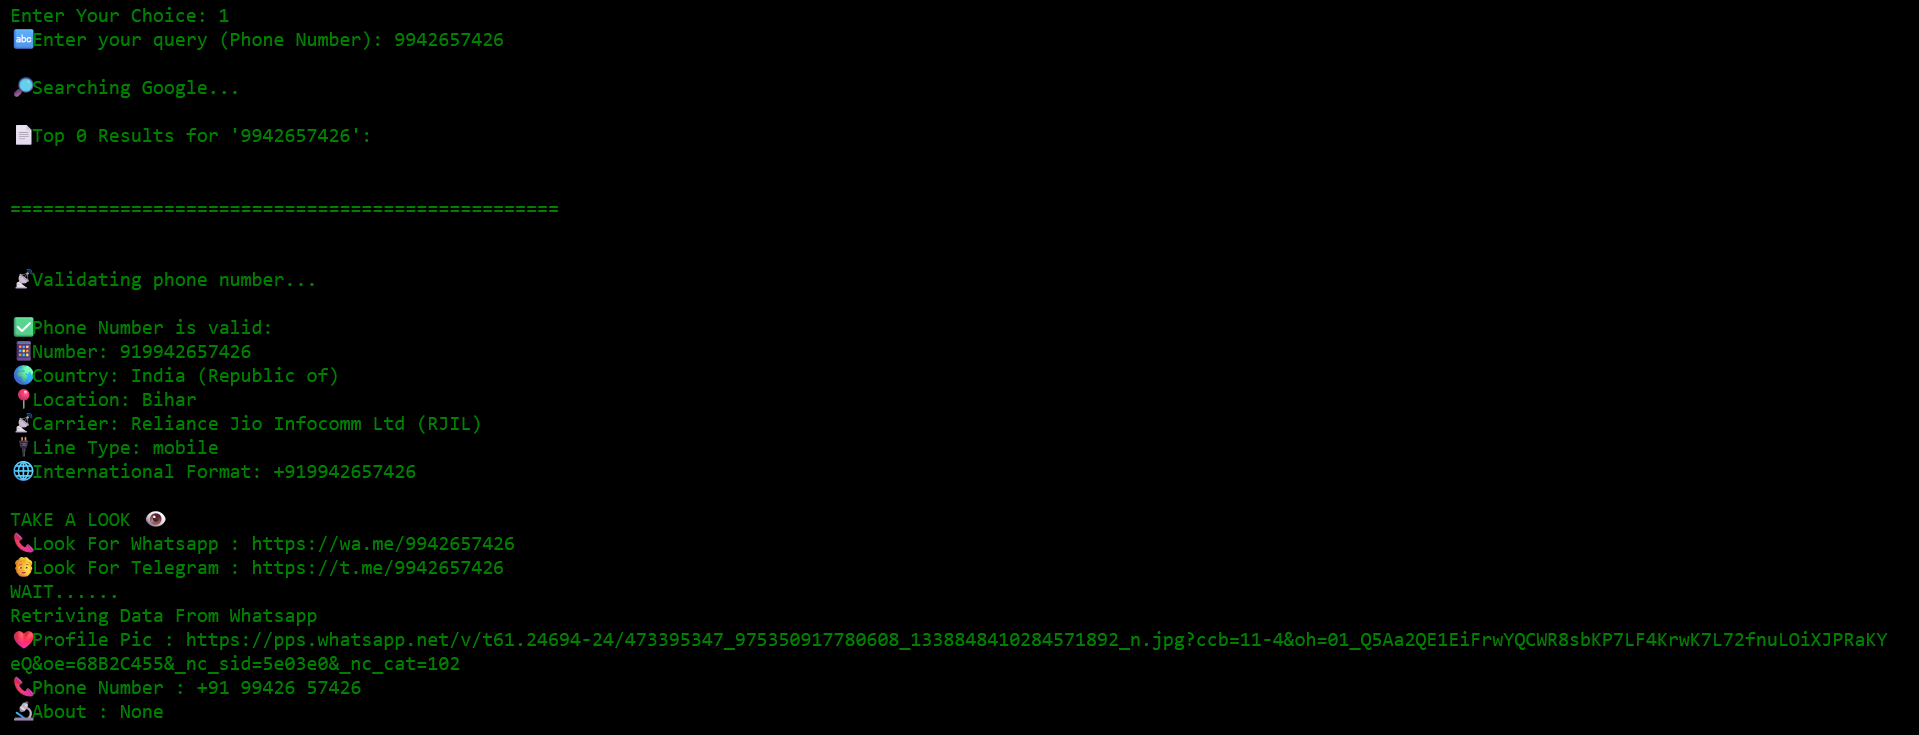 Enter Your Choice: 1
Enter your query (Phone Number): 9942657426
Searching Google...
Top 0 Results for '9942657426':
==================================================
Validating phone number...
Phone Number is valid:
Number: 919942657426
Country: India (Republic of)
Location: Bihar
Carrier: Reliance Jio Infocomm Ltd (RJIL)
Line Type: mobile
International Format: +919942657426
TAKE A LOOK
Look For Whatsapp : https://wa.me/9942657426
Look For Telegram : https://t.me/9942657426
WAIT......
Retriving Data From Whatsapp
Profile Pic : https://pps.whatsapp.net/v/t61.24694-24/473395347_975350917780608_1338848410284571892_n.jpg?ccb=11-4&oh=01_Q5Aa2QE1EiFrwYQCWR8sbKP7LF4KrwK7L72fnuLOiXJPRaKY
eQ&oe=68B2C455&_nc_sid=5e03e0&_nc_cat=102
Phone Number : +91 99426 57426
About : None